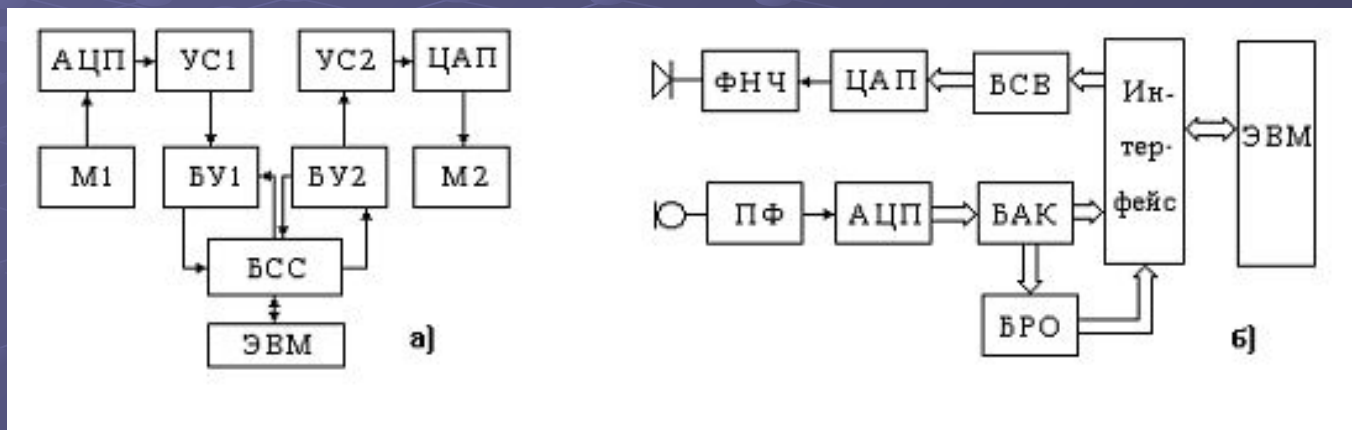 АЦП
УС1
УС2
ЦАП
М1
БУ1
БУ2
М2
БСС
ЭВМ
а)
ФНЧ
ЦАП
БСВ
Ин-
тер-
фейс
ЭВМ
ПФ
АЦП
БАК
БРО
б)